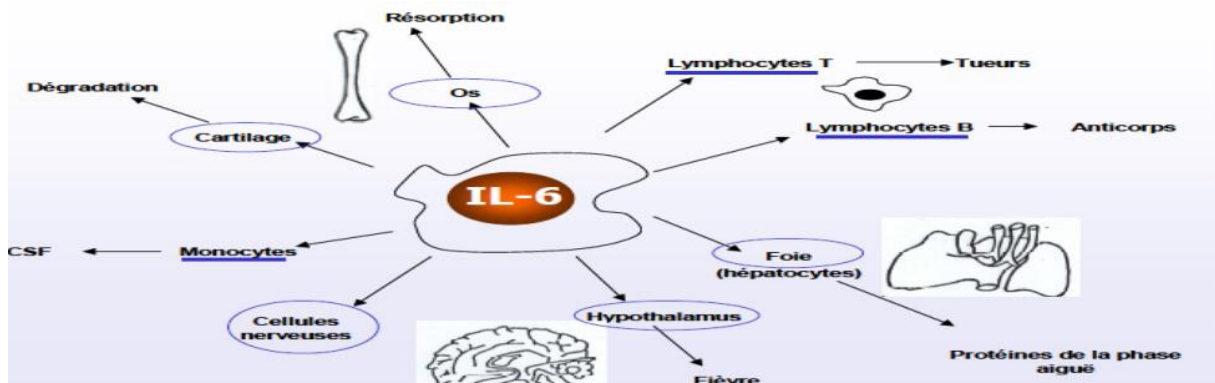 Résorption
Lymphocytes T
Tueurs
Dégradation
Os
Cartilage
Lymphocytes B
Anticorps
IL-6
CSF
Monocytes
Foie
(hépatocytes)
Cellules
nerveuses
Hypothalamus
Protéines de la phase
aiguë
Fièvre